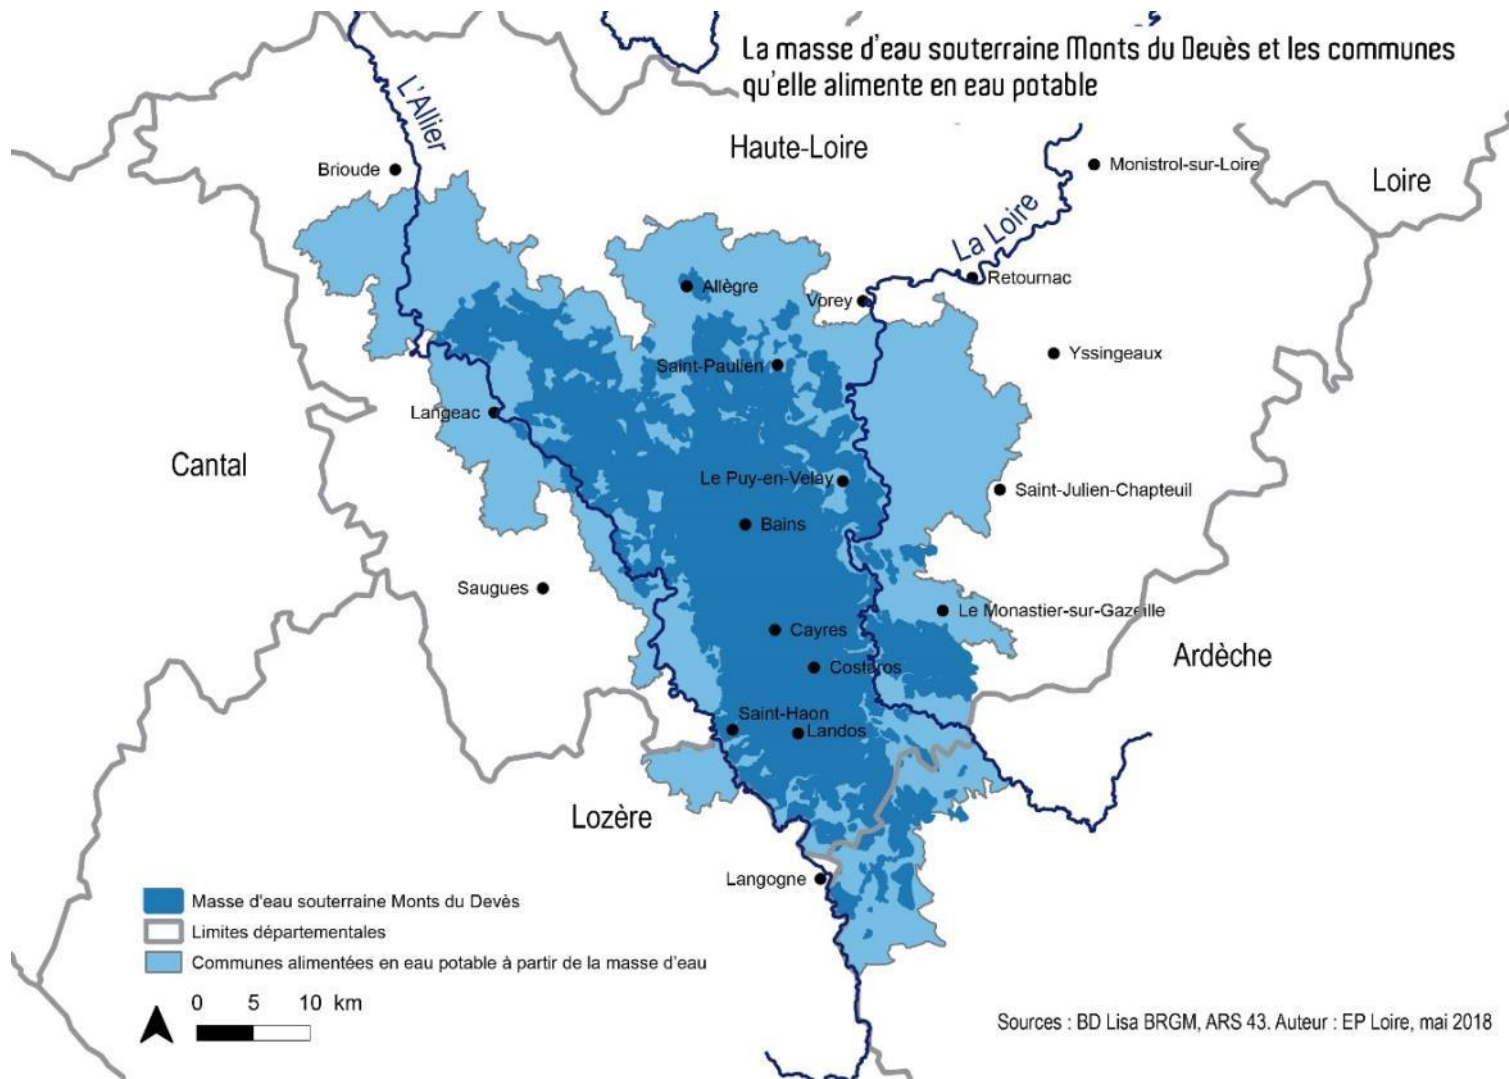 La masse d'eau souterraine Monts du Devès et les communes
qu'elle alimente en eau potable
L'Allier
Haute-Loire
Brioude
Monistrol-sur-Loire
Loire
La Loire
Retournac
Allègre
Vorey
Yssingeaux
Saint-Paulien
Langeac
Cantal
Le Puy-en-Velay
Saint-Julien-Chapteuil
Bains
Saugues
Le Monastier-sur-Gazeille
Cayres
Ardèche
Costaros
Saint-Haon
Landos
Lozère
Langogne
Masse d'eau souterraine Monts du Devès
Limites départementales
Communes alimentées en eau potable à partir de la masse d'eau
0 5 10 km
Sources : BD Lisa BRGM, ARS 43. Auteur : EP Loire, mai 2018